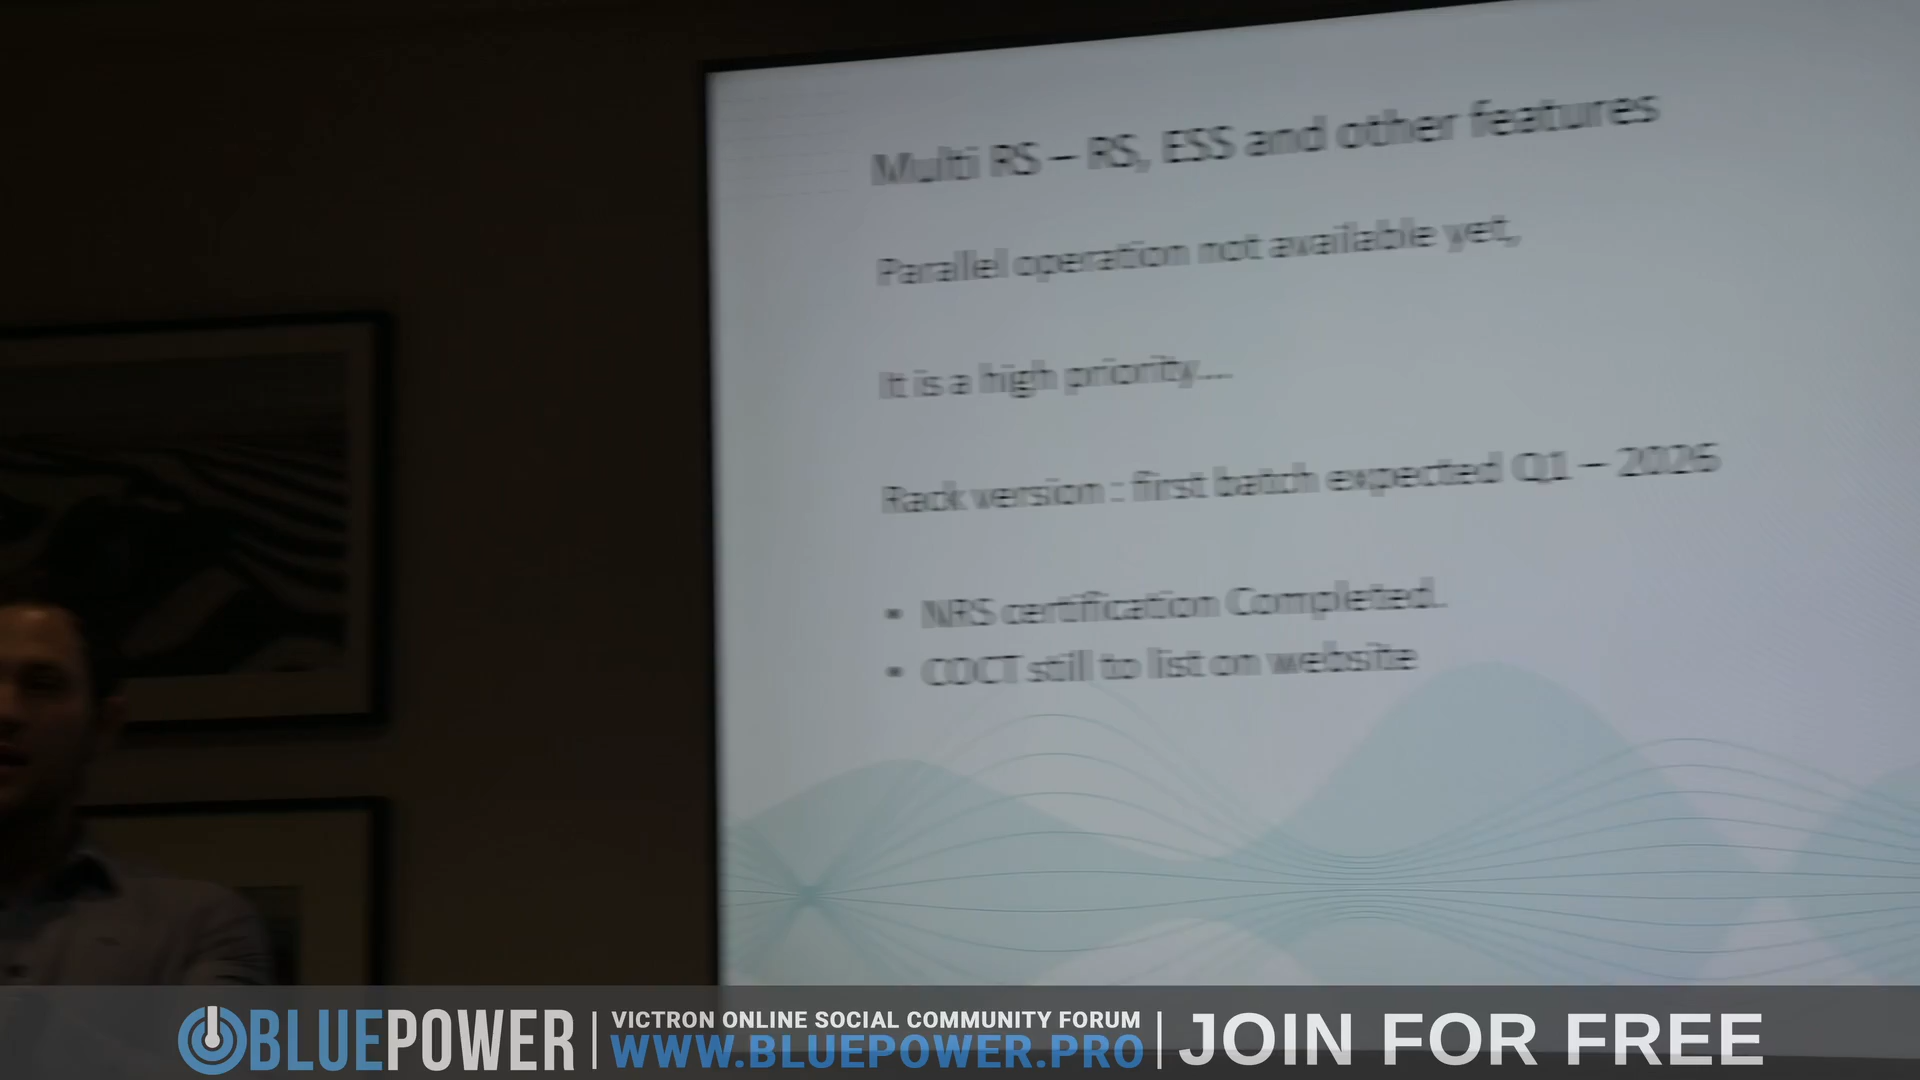 Multi RS – RS, ESS and other features
Parallel operation not available yet,
It is a high priority....
Rack version : first batch expected Q1 – 2026
• NRS certification Completed.
• COCT still to list on website
BLUEPOWER
VICTRON ONLINE SOCIAL COMMUNITY FORUM
WWW.BLUEPOWER.PRO
JOIN FOR FREE